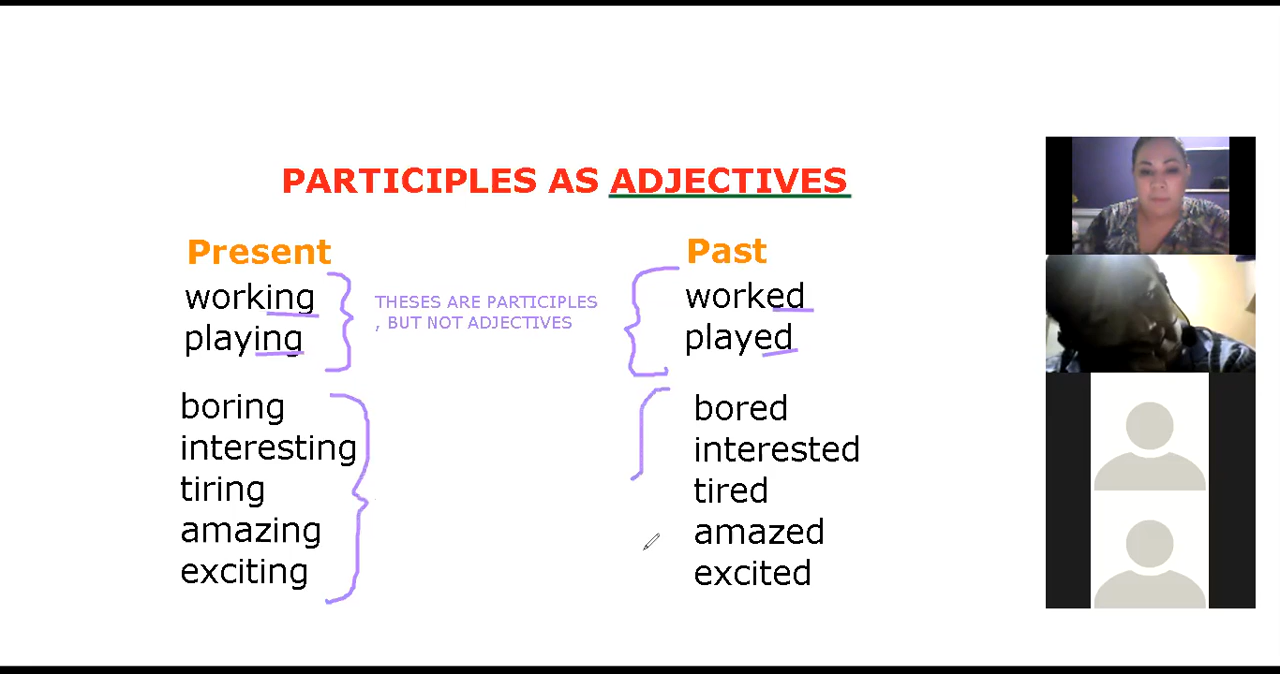 PARTICIPLES AS ADJECTIVES
Present
working
playing
THESES ARE PARTICIPLES
, BUT NOT ADJECTIVES
boring
interesting
tiring
amazing
exciting
Past
worked
played
bored
interested
tired
amazed
excited